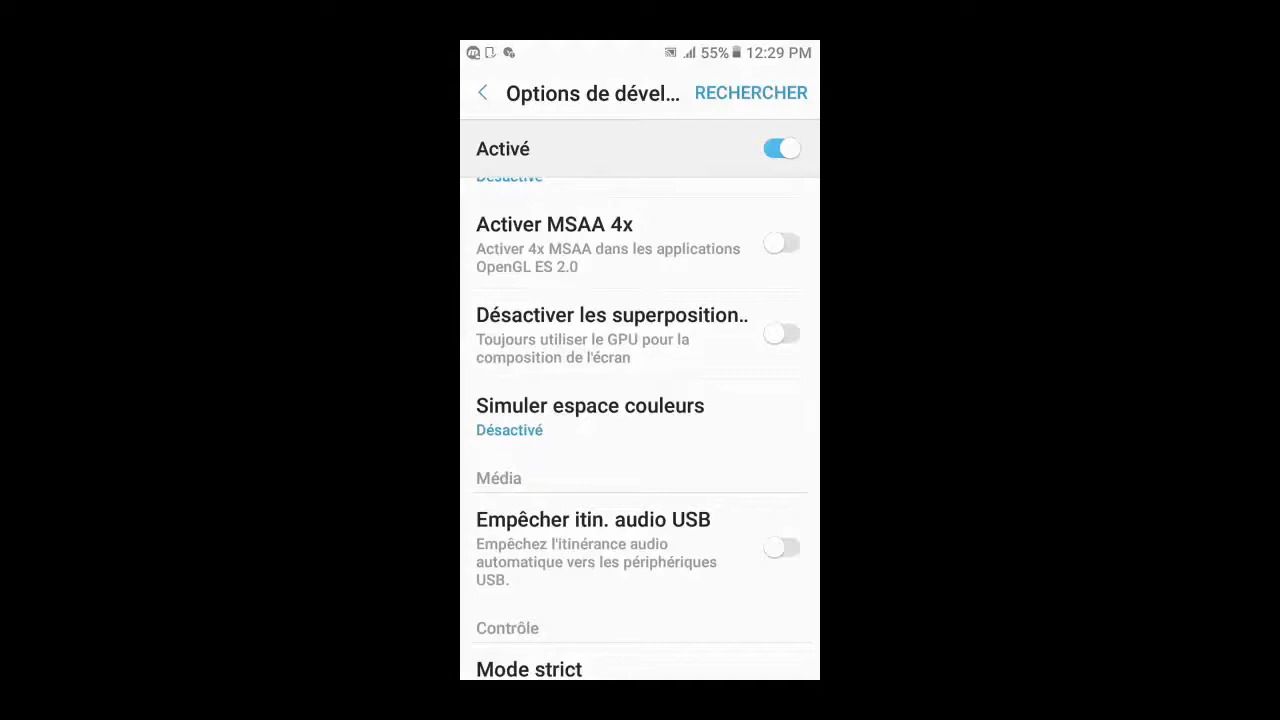 55% 12:29 PM
Options de dével... RECHERCHER
Activé
Désactivé
Activer MSAA 4x
Activer 4x MSAA dans les applications
OpenGL ES 2.0
Désactiver les superposition..
Toujours utiliser le GPU pour la
composition de l'écran
Simuler espace couleurs
Désactivé
Média
Empêcher itin. audio USB
Empêchez l'itinérance audio
automatique vers les périphériques
USB.
Contrôle
Mode strict